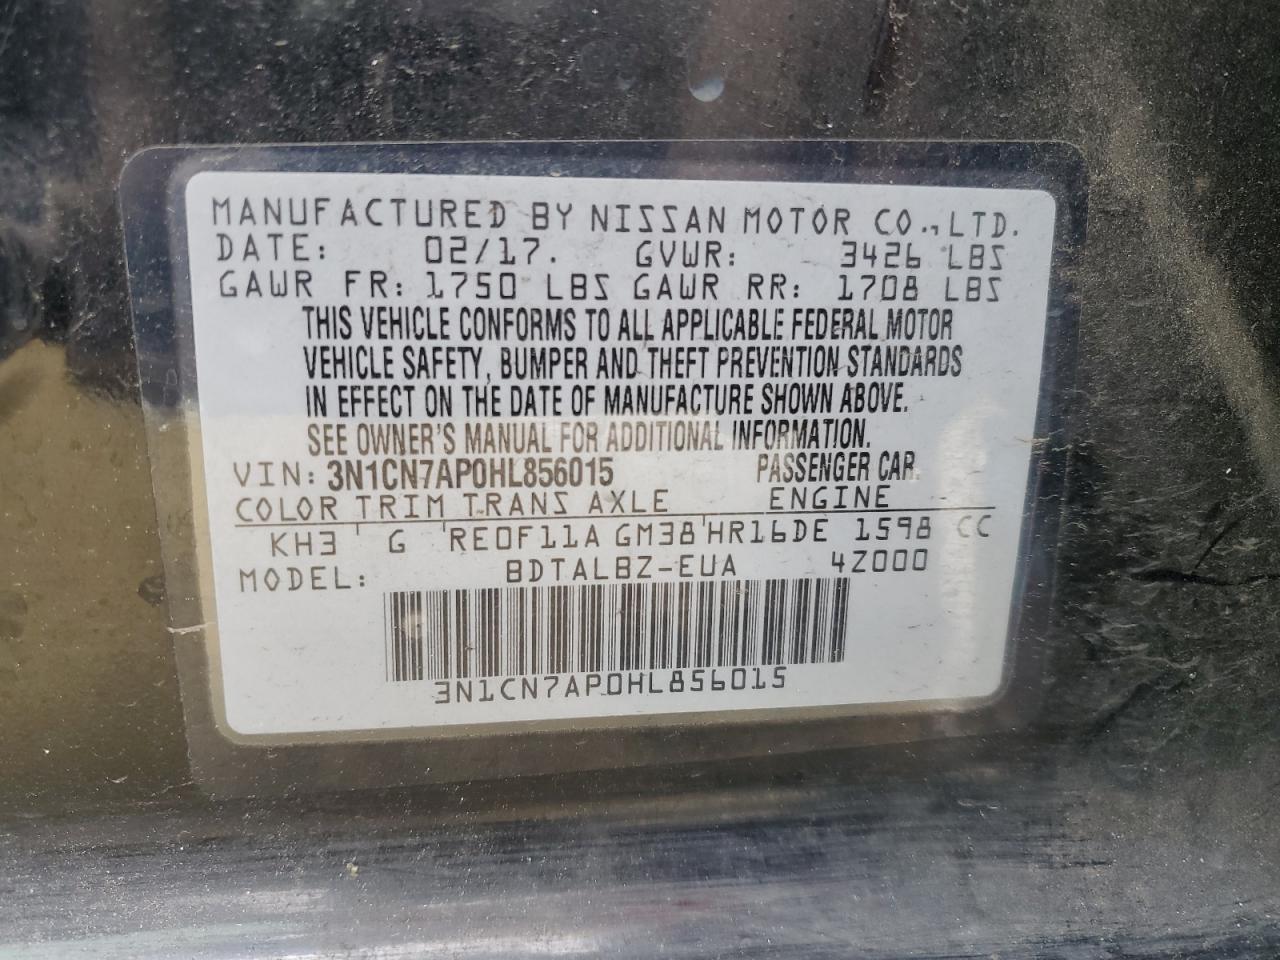 MANUFACTURED BY NISSAN MOTOR CO., LTD.
DATE: 02/17. GVWR: 3426 LBS
GAWR FR: 1750 LBS GAWR RR: 1708 LBS
THIS VEHICLE CONFORMS TO ALL APPLICABLE FEDERAL MOTOR
VEHICLE SAFETY, BUMPER AND THEFT PREVENTION STANDARDS
IN EFFECT ON THE DATE OF MANUFACTURE SHOWN ABOVE.
SEE OWNER'S MANUAL FOR ADDITIONAL INFORMATION.
VIN: 3N1CN7AP0HL856015 PASSENGER CAR
COLOR TRIM TRANS AXLE ENGINE
KH3 G RE0F11A GM38 HR16DE 1598 CC
MODEL: BDTALBZ-EUA 4Z000
3N1CN7AP0HL856015